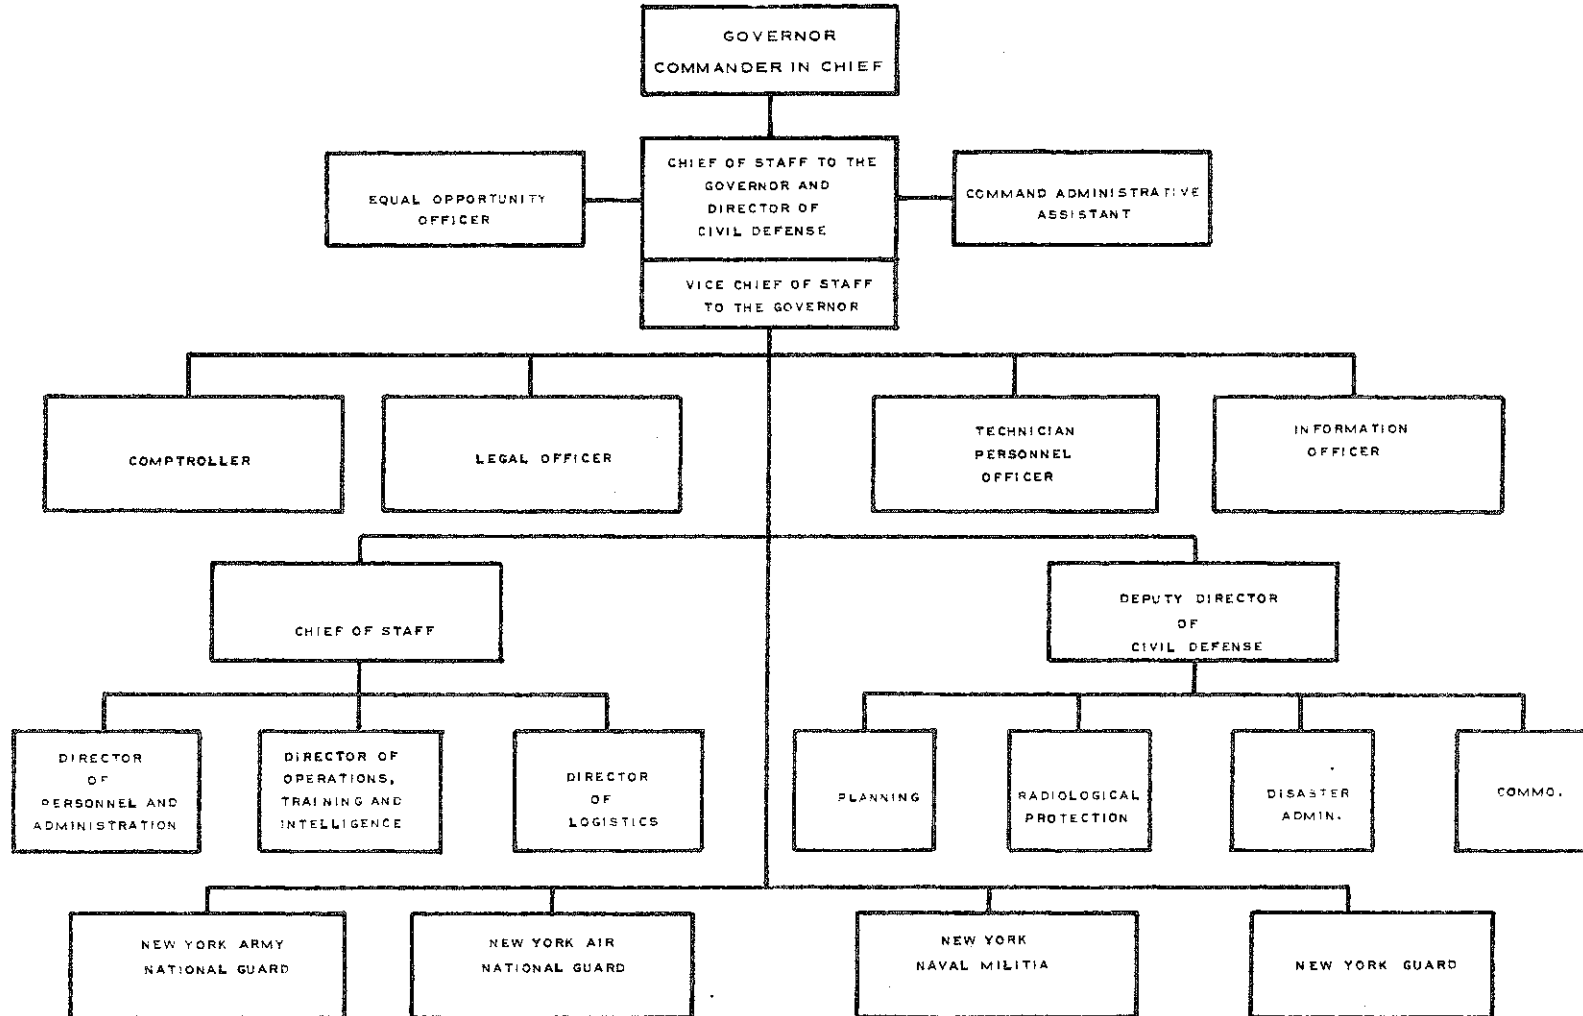 GOVERNOR
COMMANDER IN CHIEF
EQUAL OPPORTUNITY
OFFICER
CHIEF OF STAFF TO THE
GOVERNOR AND
DIRECTOR OF
CIVIL DEFENSE
COMMAND ADMINISTRATIVE
ASSISTANT
VICE CHIEF OF STAFF
TO THE GOVERNOR
COMPTROLLER
LEGAL OFFICER
TECHNICIAN
PERSONNEL
OFFICER
INFORMATION
OFFICER
CHIEF OF STAFF
DEPUTY DIRECTOR
OF
CIVIL DEFENSE
DIRECTOR
OF
PERSONNEL AND
ADMINISTRATION
DIRECTOR OF
OPERATIONS,
TRAINING AND
INTELLIGENCE
DIRECTOR
OF
LOGISTICS
PLANNING
RADIOLOGICAL
PROTECTION
DISASTER
ADMIN.
COMMO.
NEW YORK ARMY
NATIONAL GUARD
NEW YORK AIR
NATIONAL GUARD
NEW YORK
NAVAL MILITIA
NEW YORK GUARD